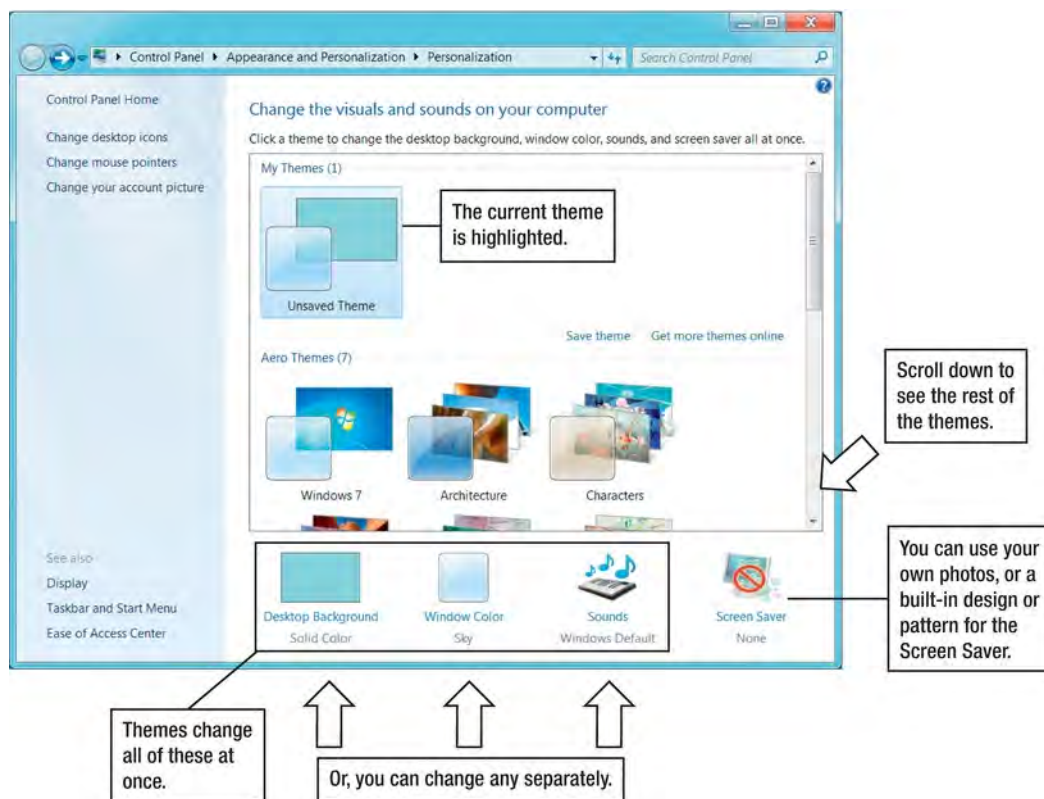 Control Panel ▸ Appearance and Personalization ▸ Personalization
Search Control Panel
Control Panel Home
Change desktop icons
Change mouse pointers
Change your account picture
Change the visuals and sounds on your computer
Click a theme to change the desktop background, window color, sounds, and screen saver all at once.
My Themes (1)
The current theme
is highlighted.
Unsaved Theme
Save theme Get more themes online
Aero Themes (7)
Windows 7 Architecture Characters
Scroll down to
see the rest of
the themes.
See also
Display
Taskbar and Start Menu
Ease of Access Center
Desktop Background Window Color Sounds Screen Saver
Solid Color Sky Windows Default None
You can use your
own photos, or a
built-in design or
pattern for the
Screen Saver.
Themes change
all of these at
once.
Or, you can change any separately.